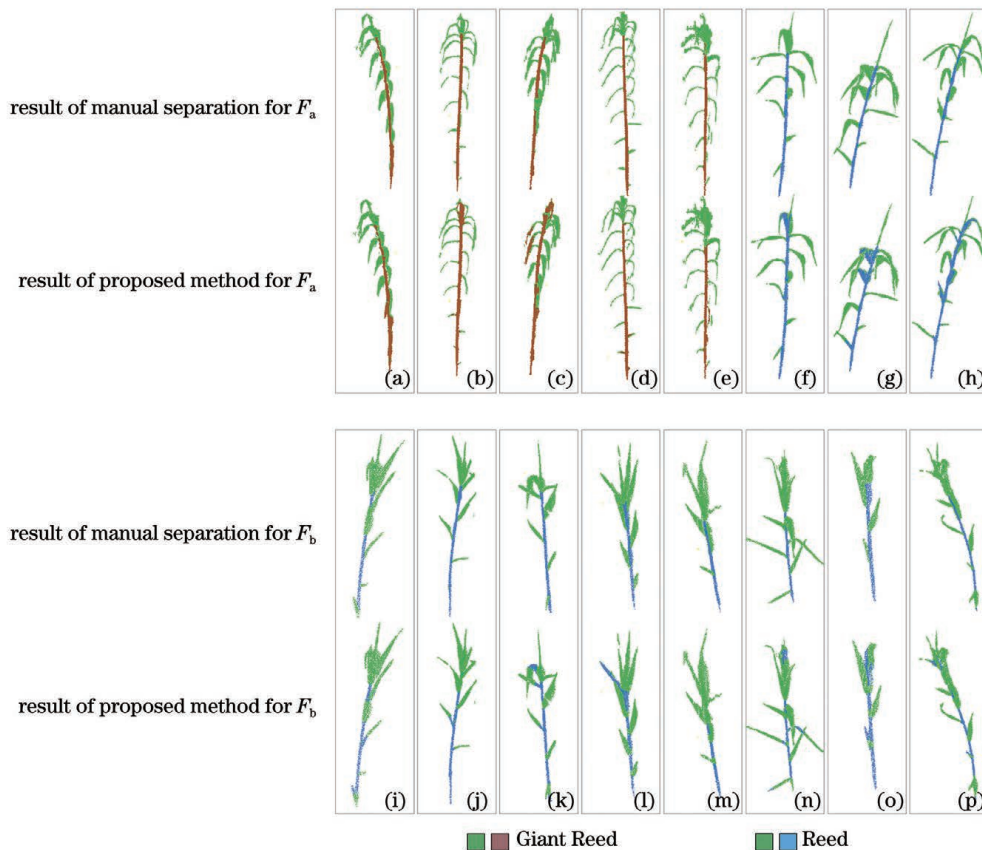 result of manual separation for Fa
result of proposed method for Fa
(a) (b) (c) (d) (e) (f) (g) (h)
result of manual separation for Fb
result of proposed method for Fb
(i) (j) (k) (l) (m) (n) (o) (p)
Giant Reed Reed